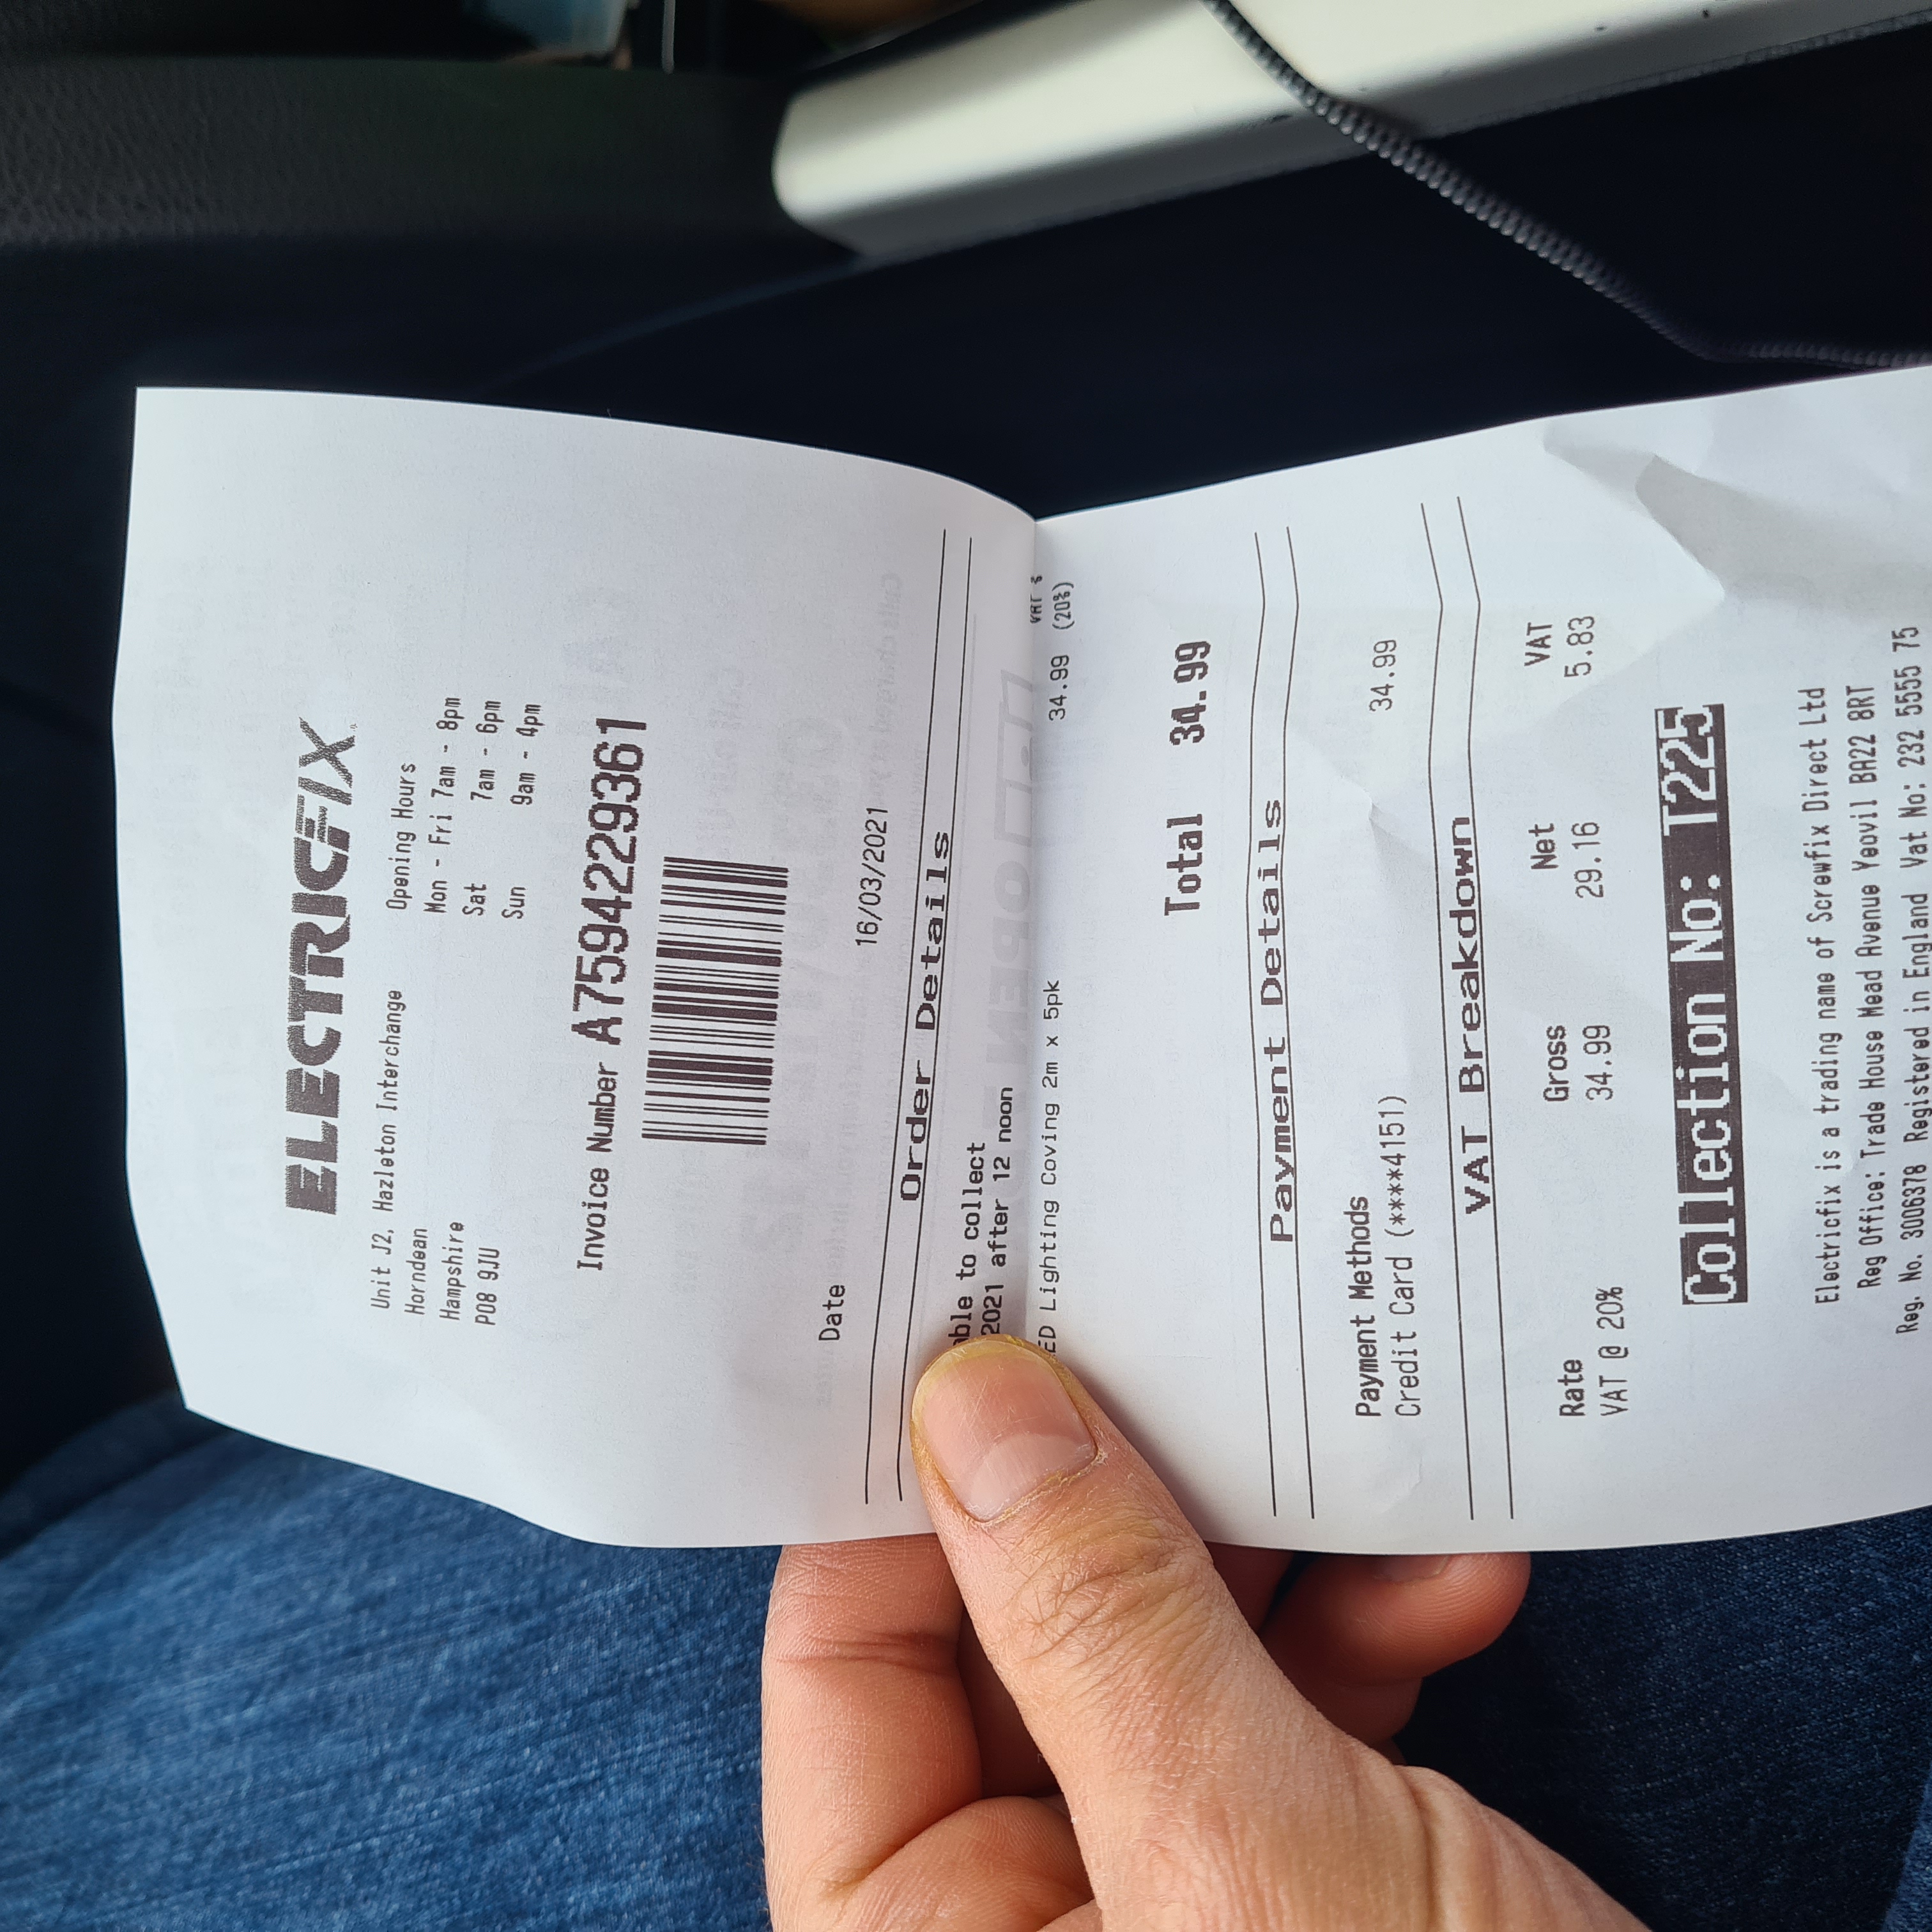 ELECTRICFIX
Unit J2, Hazleton Interchange
Horndean
Hampshire
PO8 9JU
Opening Hours
Mon - Fri 7am - 8pm
Sat 7am - 6pm
Sun 9am - 4pm
Invoice Number A7594229361
Date 16/03/2021
Order Details
able to collect
2021 after 12 noon
VAT %
ED Lighting Coving 2m x 5pk 34.99 (20%)
Total 34.99
Payment Details
Payment Methods
Credit Card (****4151) 34.99
VAT Breakdown
Rate Gross Net VAT
VAT @ 20% 34.99 29.16 5.83
Collection No: T225
Electricfix is a trading name of Screwfix Direct Ltd
Reg Office: Trade House Mead Avenue Yeovil BA22 8RT
Reg. No. 3006378 Registered in England Vat No: 232 5555 75